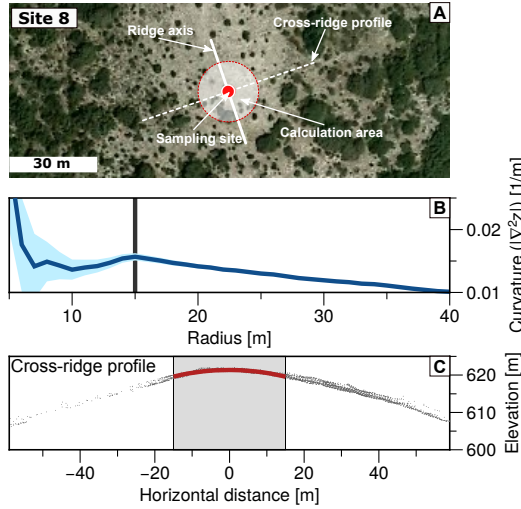 Site 8
A
Ridge axis
Cross-ridge profile
Sampling site
Calculation area
30 m
B
0.02
0.01
Curvature (|∇²z|) [1/m]
10
20
30
40
Radius [m]
Cross-ridge profile
C
620
600
Elevation [m]
−40
−20
0
20
40
Horizontal distance [m]